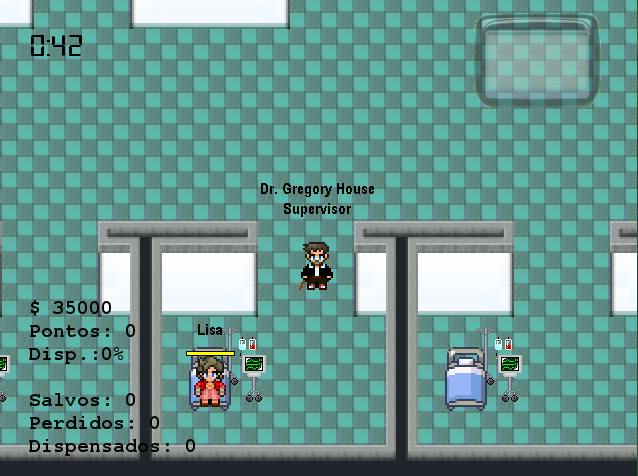 0:42
Dr. Gregory House
Supervisor
$ 35000
Pontos: 0
Lisa
Disp.:0%
Salvos: 0
Perdidos: 0
Dispensados: 0